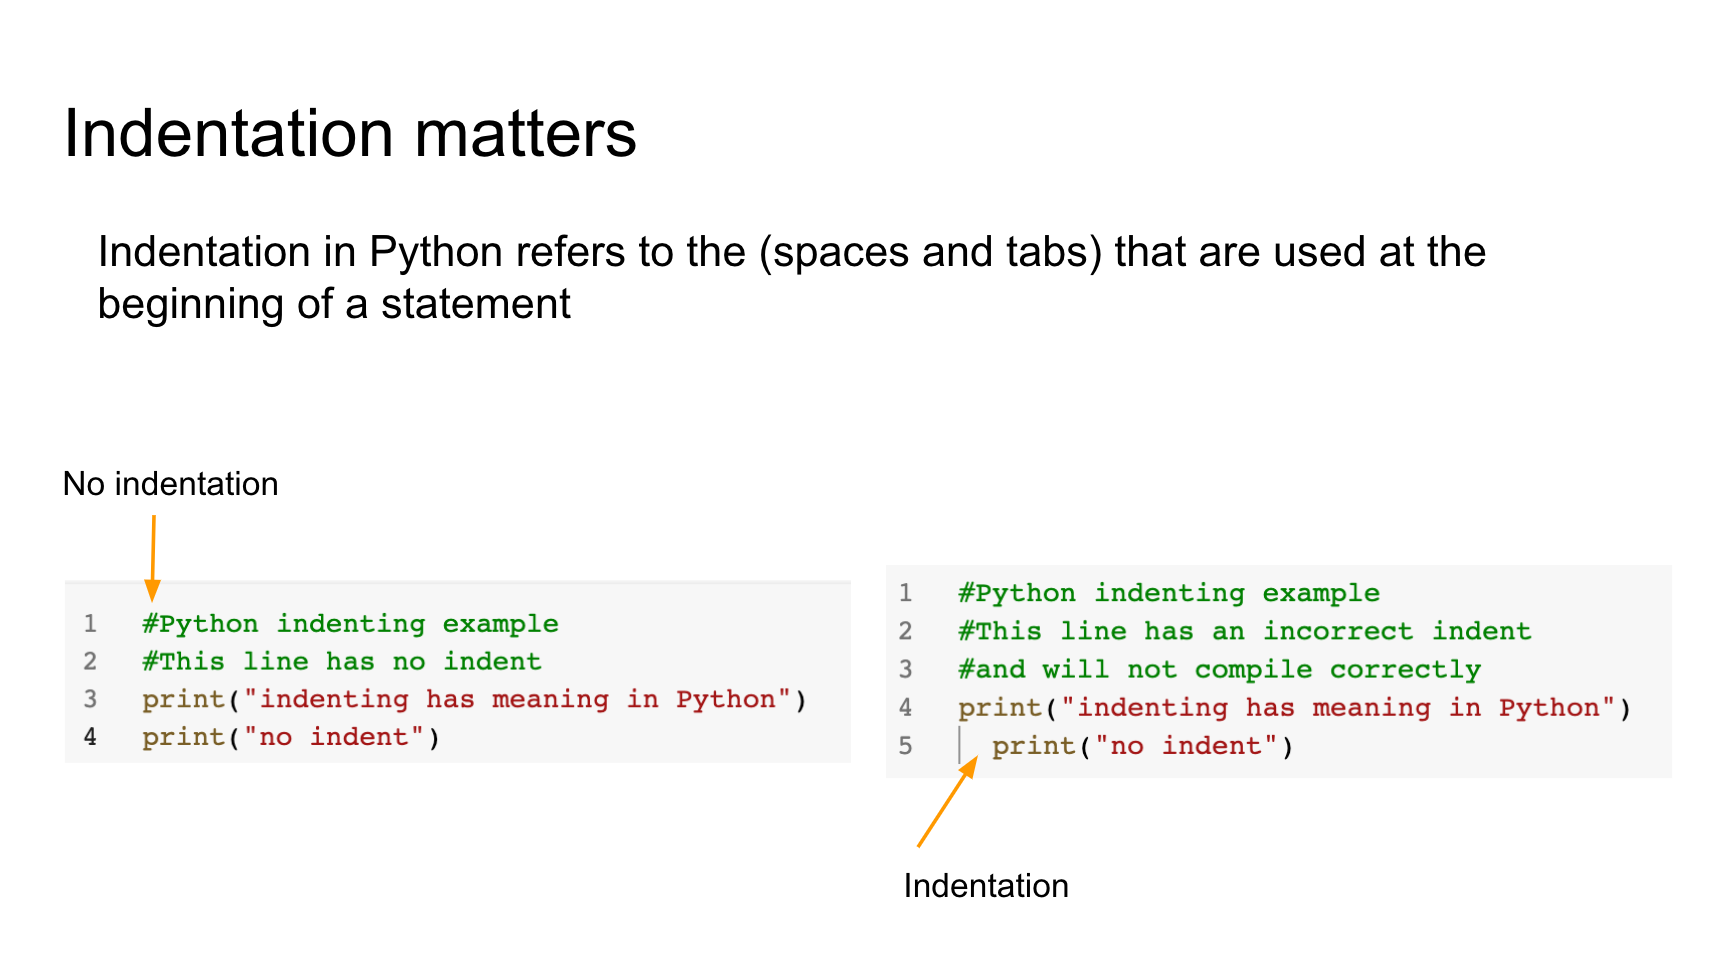 Indentation matters
Indentation in Python refers to the (spaces and tabs) that are used at the
beginning of a statement
No indentation
1 #Python indenting example
2 #This line has no indent
3 print("indenting has meaning in Python")
4 print("no indent")
1 #Python indenting example
2 #This line has an incorrect indent
3 #and will not compile correctly
4 print("indenting has meaning in Python")
5   print("no indent")
Indentation